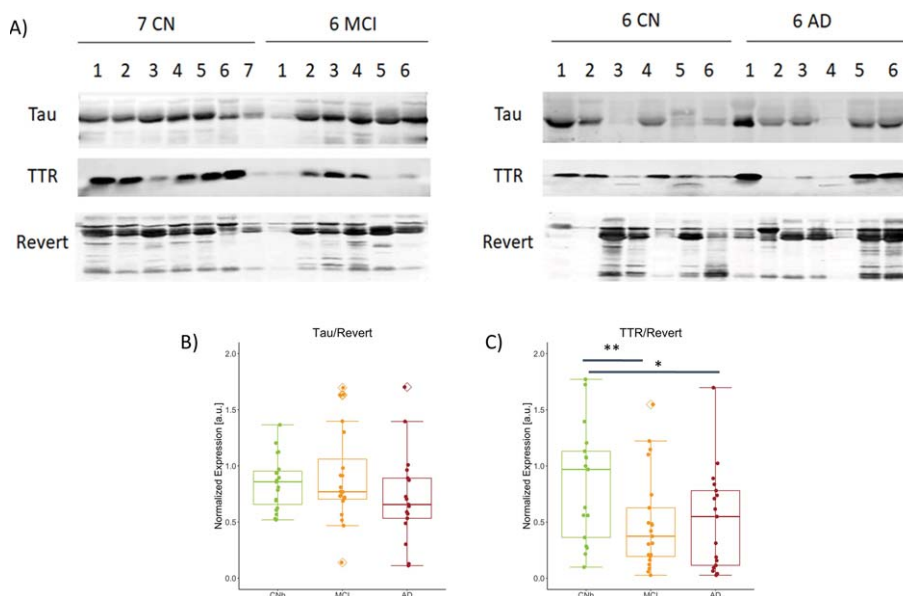 A)
7 CN 6 MCI 6 CN 6 AD
1 2 3 4 5 6 7 1 2 3 4 5 6 1 2 3 4 5 6 1 2 3 4 5 6
Tau Tau
TTR TTR
Revert Revert
B) Tau/Revert
Normalized Expression [a.u.]
2.0
1.5
1.0
0.5
0.0
CNh MCI AD
C) TTR/Revert
** *
Normalized Expression [a.u.]
2.0
1.5
1.0
0.5
0.0
CNh MCI AD